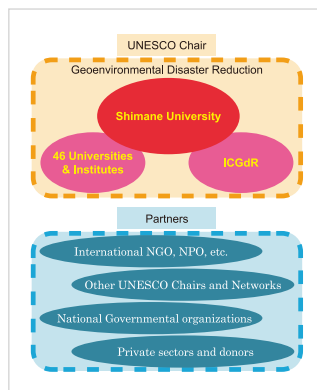 UNESCO Chair
Geoenvironmental Disaster Reduction
Shimane University
46 Universities
& Institutes
ICGdR
Partners
International NGO, NPO, etc.
Other UNESCO Chairs and Networks
National Governmental organizations
Private sectors and donors